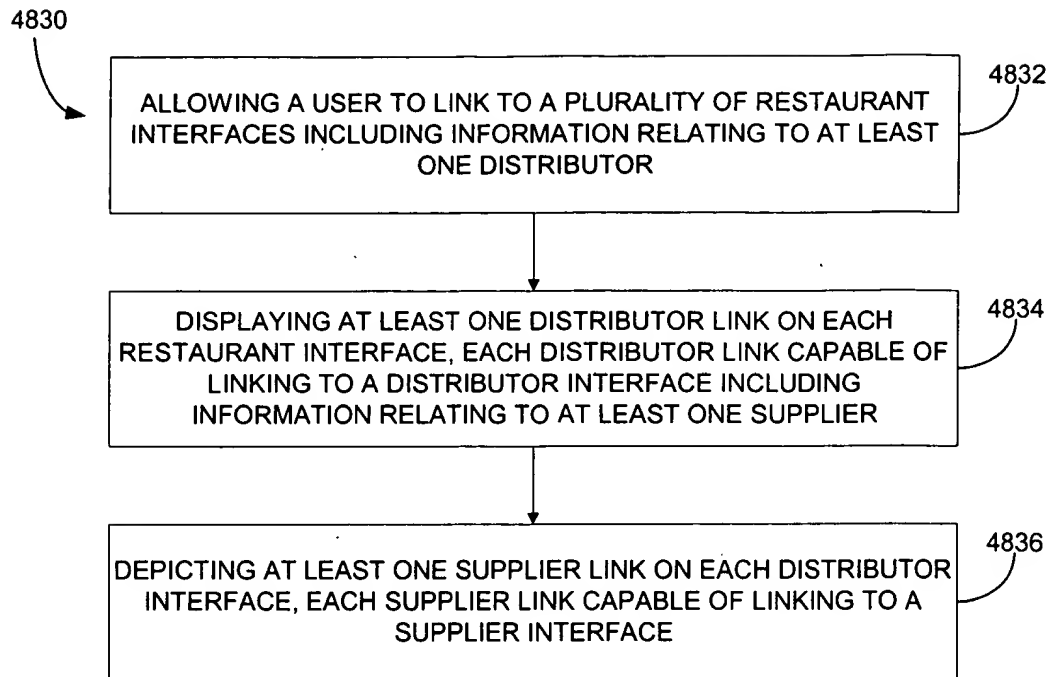 4830
4832
ALLOWING A USER TO LINK TO A PLURALITY OF RESTAURANT
INTERFACES INCLUDING INFORMATION RELATING TO AT LEAST
ONE DISTRIBUTOR
4834
DISPLAYING AT LEAST ONE DISTRIBUTOR LINK ON EACH
RESTAURANT INTERFACE, EACH DISTRIBUTOR LINK CAPABLE OF
LINKING TO A DISTRIBUTOR INTERFACE INCLUDING
INFORMATION RELATING TO AT LEAST ONE SUPPLIER
4836
DEPICTING AT LEAST ONE SUPPLIER LINK ON EACH DISTRIBUTOR
INTERFACE, EACH SUPPLIER LINK CAPABLE OF LINKING TO A
SUPPLIER INTERFACE